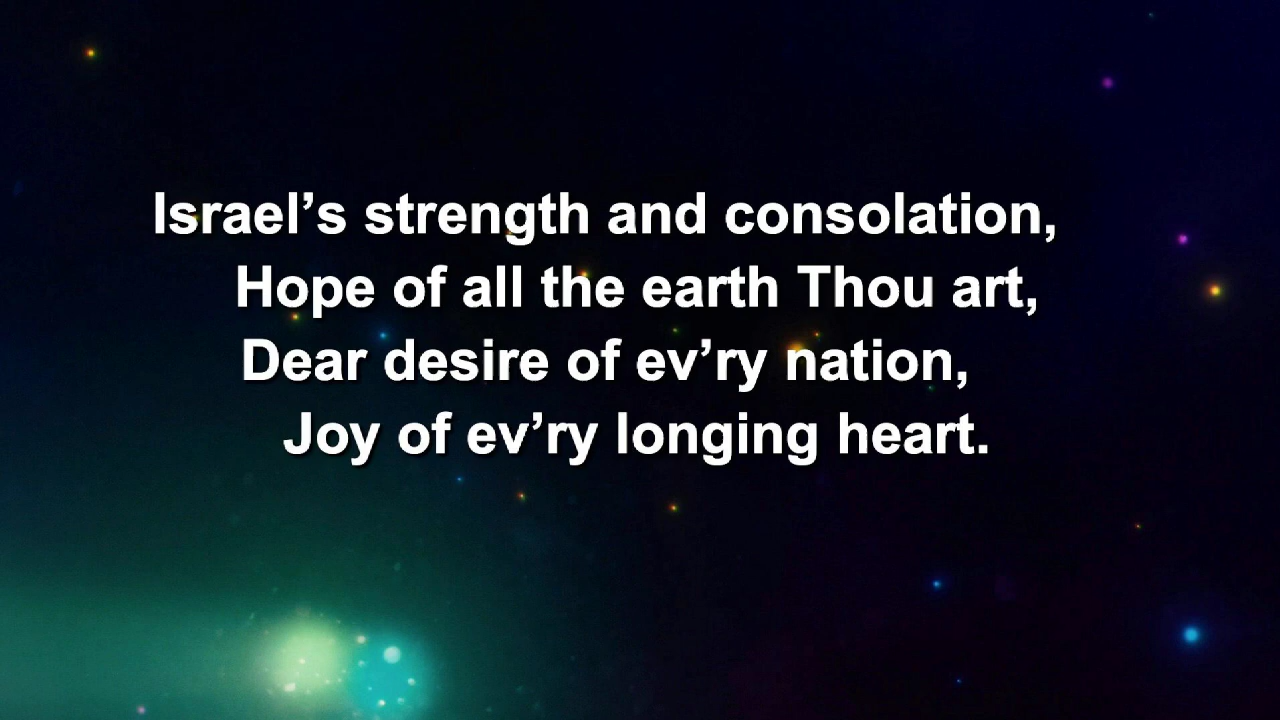 Israel’s strength and consolation,
Hope of all the earth Thou art,
Dear desire of ev’ry nation,
Joy of ev’ry longing heart.